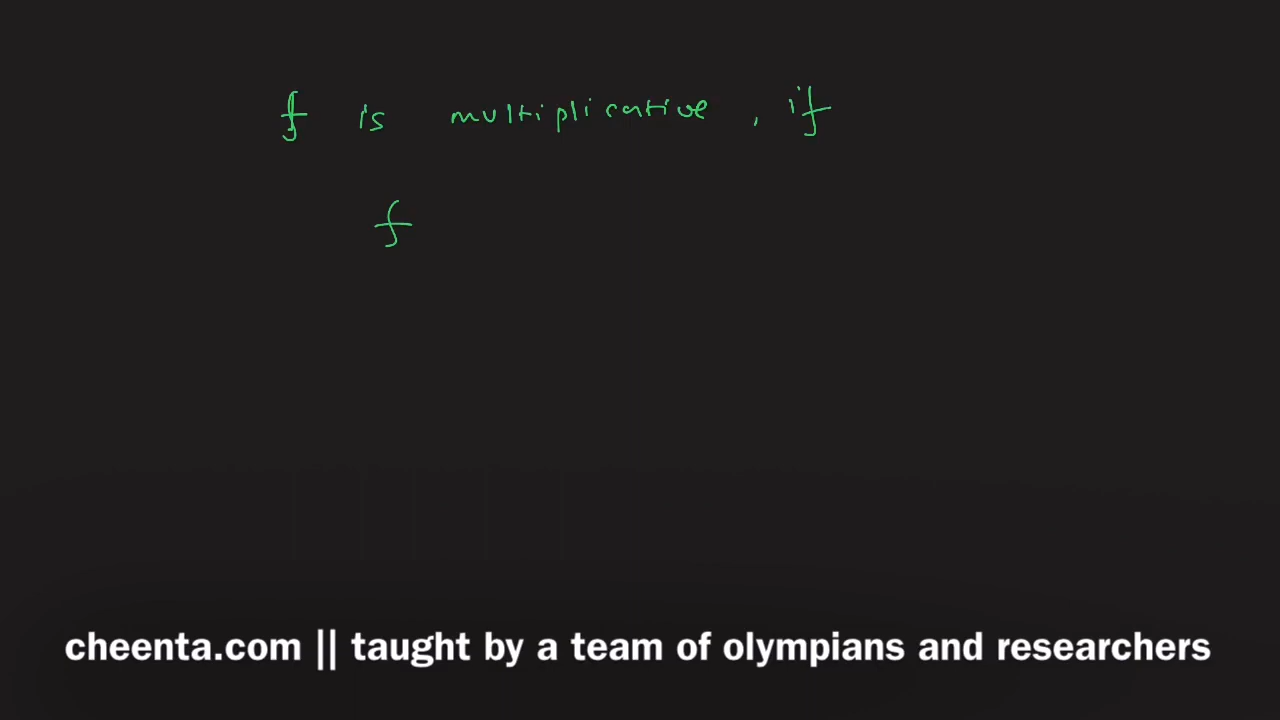 f is multiplicative, if
f
cheenta.com || taught by a team of olympians and researchers